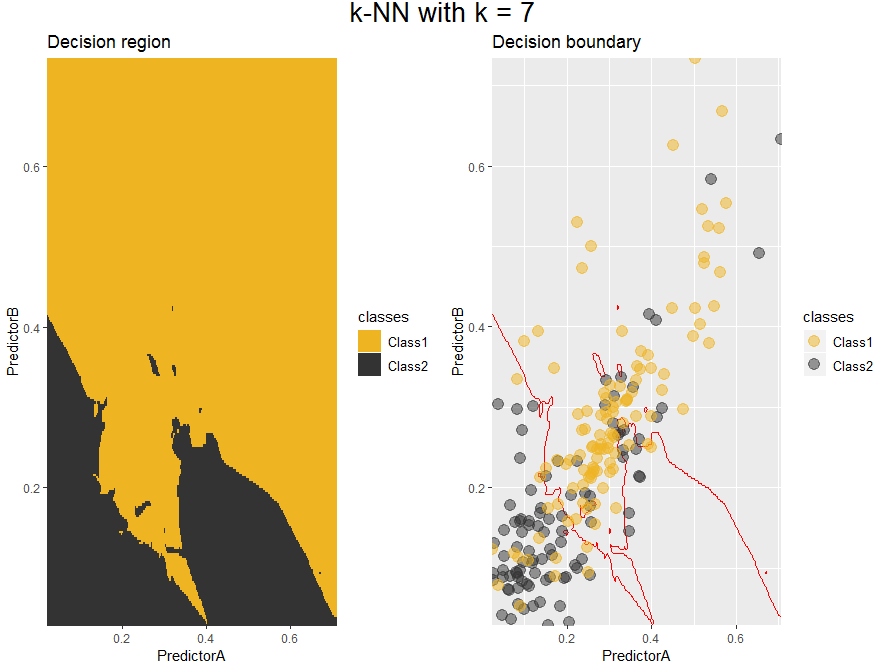 k-NN with k = 7
Decision region
PredictorB
0.6
0.4
0.2
0.2 0.4 0.6
PredictorA
classes
Class1
Class2
Decision boundary
PredictorB
0.6
0.4
0.2
0.2 0.4 0.6
PredictorA
classes
Class1
Class2